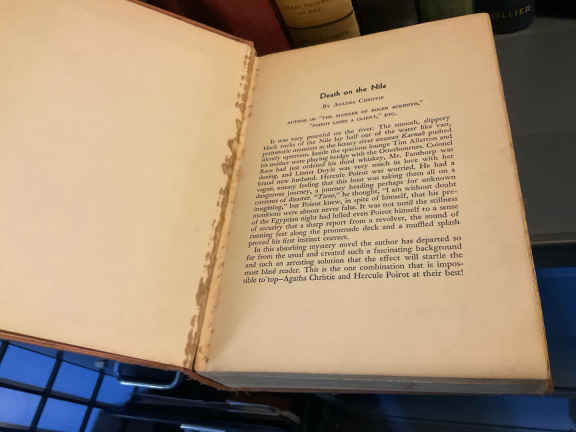 Death on the Nile
By Agatha Christie
AUTHOR OF "THE MURDER OF ROGER ACKROYD,"
"POIROT LOSES A CLIENT," ETC.
It was very peaceful on the river. The smooth, slippery
black rocks of the Nile lay half out of the water like vast,
prehistoric monsters as the luxury river steamer Karnak pushed
slowly upstream. Inside the spacious lounge Tim Allerton and
his mother were playing bridge with the Otterbournes, Colonel
Race had just ordered his third whiskey, Mr. Fanthorp was
dozing, and Linnet Doyle was very much in love with her
brand new husband. Hercule Poirot was worried. He had a
vague, uneasy feeling that this boat was taking them all on a
dangerous journey, a journey heading perhaps for unknown
currents of disaster. "Tiens," he thought, "I am without doubt
imagining," but Poirot knew, in spite of himself, that his pre-
monitions were almost never false. It was not until the stillness
of the Egyptian night had lulled even Poirot himself to a sense
of security that a sharp report from a revolver, the sound of
running feet along the promenade deck and a muffled splash
proved his first instinct correct.
In this absorbing mystery novel the author has departed so
far from the usual and created such a fascinating background
and such an arresting solution that the effect will startle the
most blasé reader. This is the one combination that is impos-
sible to top—Agatha Christie and Hercule Poirot at their best!